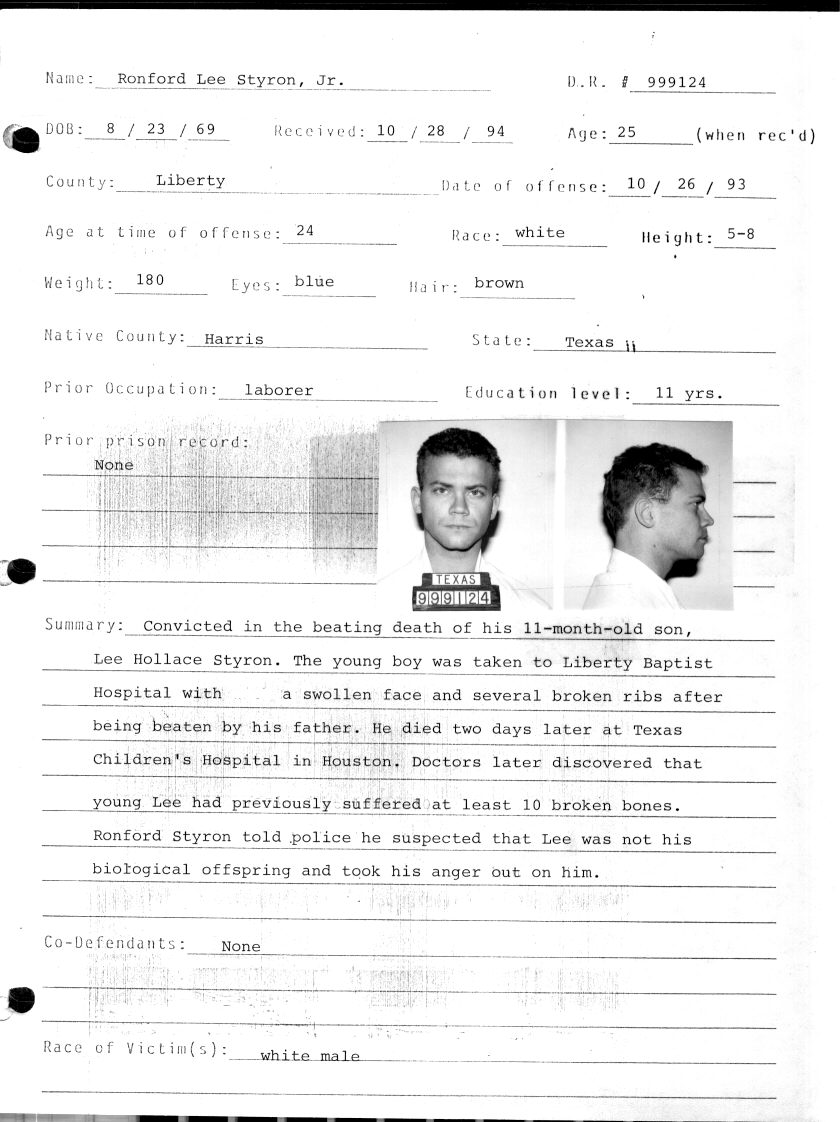 Name: Ronford Lee Styron, Jr. D.R. # 999124
DOB: 8 / 23 / 69 Received: 10 / 28 / 94 Age: 25 (when rec'd)
County: Liberty Date of offense: 10 / 26 / 93
Age at time of offense: 24 Race: white Height: 5-8
Weight: 180 Eyes: blue Hair: brown
Native County: Harris State: Texas
Prior Occupation: laborer Education level: 11 yrs.
Prior prison record:
None
TEXAS
999124
Summary: Convicted in the beating death of his 11-month-old son,
Lee Hollace Styron. The young boy was taken to Liberty Baptist
Hospital with a swollen face and several broken ribs after
being beaten by his father. He died two days later at Texas
Children's Hospital in Houston. Doctors later discovered that
young Lee had previously suffered at least 10 broken bones.
Ronford Styron told police he suspected that Lee was not his
biological offspring and took his anger out on him.
Co-Defendants: None
Race of Victim(s): white male